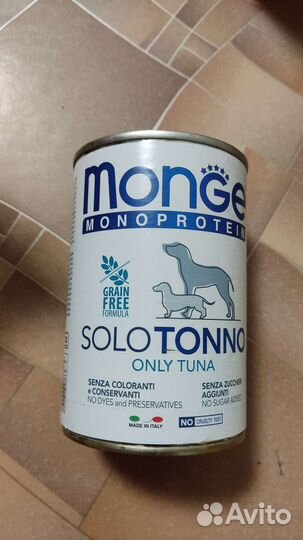 MONGE
MONOPROTEIN
GRAIN
FREE
FORMULA
SOLO TONNO
ONLY TUNA
SENZA COLORANTI
e CONSERVANTI
NO DYES and PRESERVATIVES
SENZA ZUCCHERI
AGGIUNTI
NO SUGAR ADDED
MADE IN ITALY
NO CRUELTY TEST
Avito